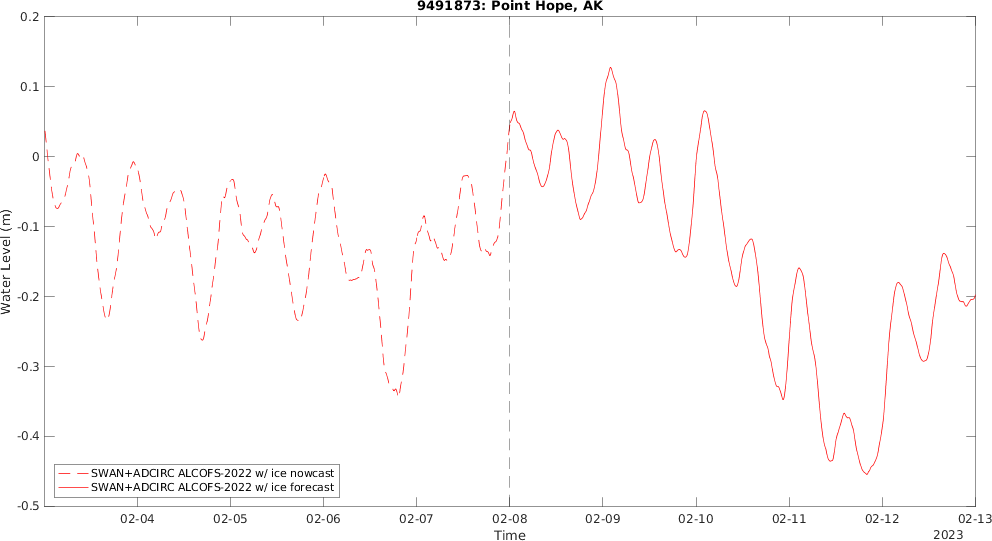 9491873: Point Hope, AK
0.2
0.1
0
-0.1
-0.2
-0.3
-0.4
-0.5
Water Level (m)
SWAN+ADCIRC ALCOFS-2022 w/ ice nowcast
SWAN+ADCIRC ALCOFS-2022 w/ ice forecast
02-04 02-05 02-06 02-07 02-08 02-09 02-10 02-11 02-12 02-13
Time
2023